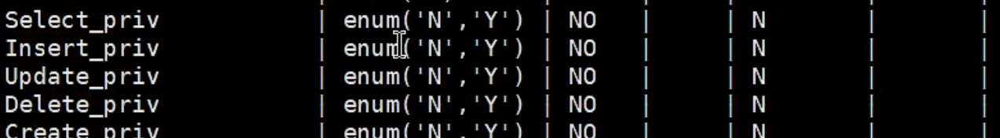 Select_priv | enum('N','Y') | NO | | N | |
Insert_priv | enum('N','Y') | NO | | N | |
Update_priv | enum('N','Y') | NO | | N | |
Delete_priv | enum('N','Y') | NO | | N | |
Create_priv | enum('N','Y') | NO | | N | |